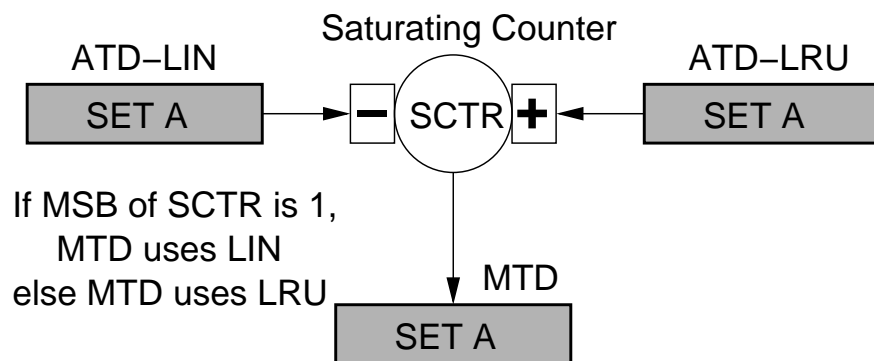 Saturating Counter
ATD–LIN
ATD–LRU
SET A
− SCTR +
SET A
If MSB of SCTR is 1,
MTD uses LIN
else MTD uses LRU
MTD
SET A